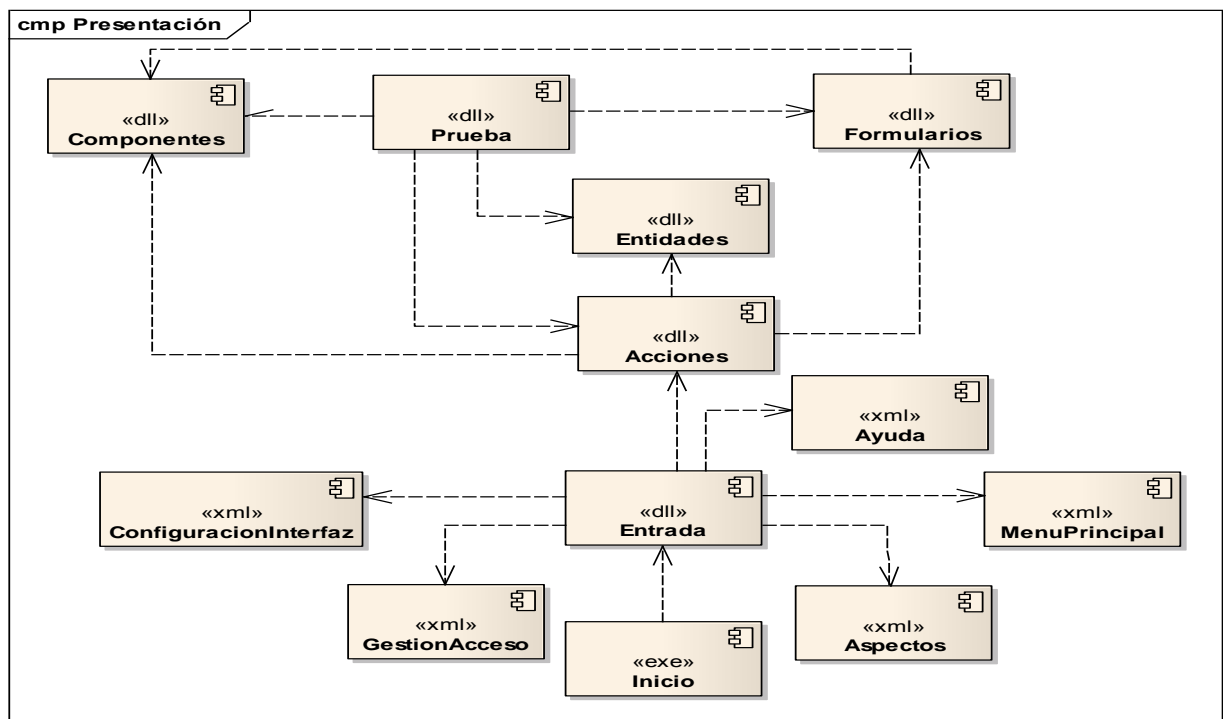 cmp Presentación
«dll»
Componentes
«dll»
Prueba
«dll»
Formularios
«dll»
Entidades
«dll»
Acciones
«xml»
Ayuda
«xml»
ConfiguracionInterfaz
«dll»
Entrada
«xml»
MenuPrincipal
«xml»
GestionAcceso
«exe»
Inicio
«xml»
Aspectos